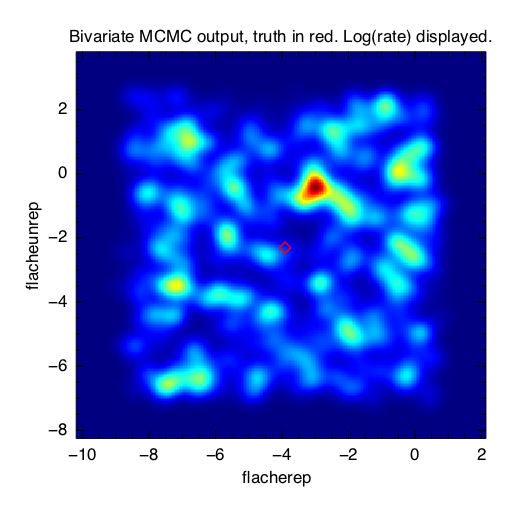 Bivariate MCMC output, truth in red. Log(rate) displayed.
2
0
−2
−4
−6
−8
flacheunrep
−10 −8 −6 −4 −2 0 2
flacherep